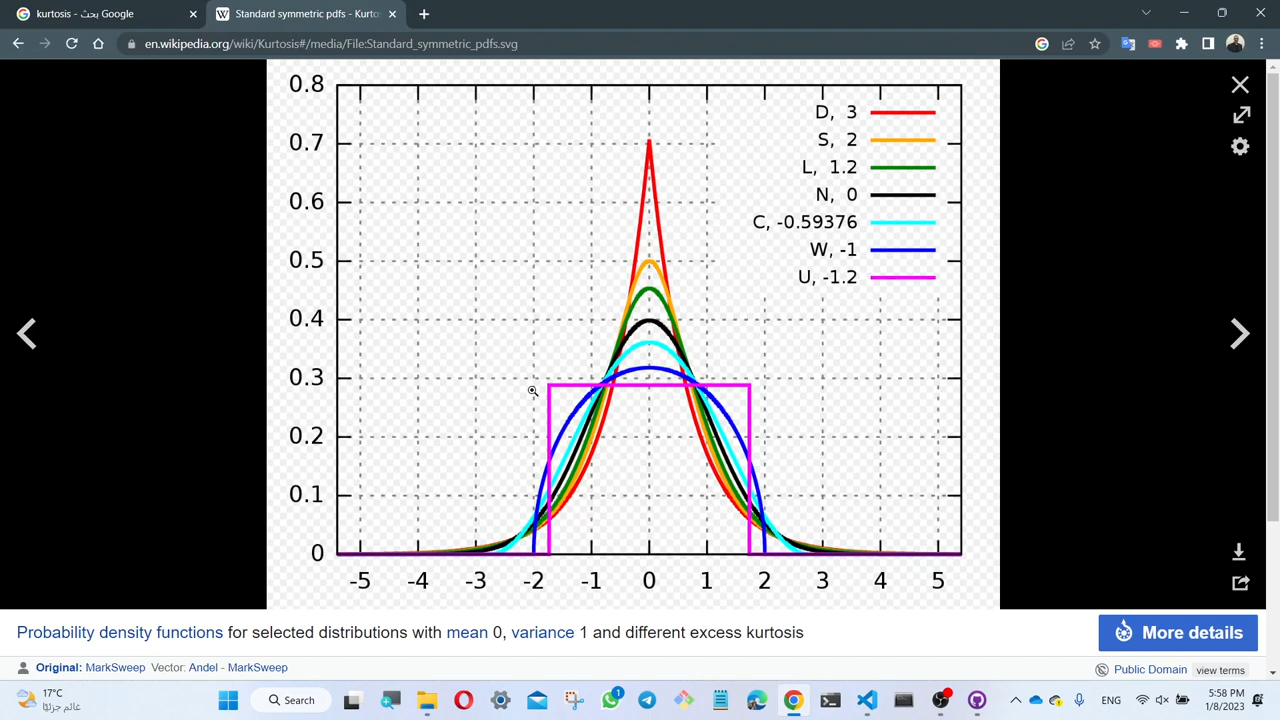 kurtosis - بحث Google
Standard symmetric pdfs - Kurto
en.wikipedia.org/wiki/Kurtosis#/media/File:Standard_symmetric_pdfs.svg
0.8
0.7
0.6
0.5
0.4
0.3
0.2
0.1
0
D, 3
S, 2
L, 1.2
N, 0
C, -0.59376
W, -1
U, -1.2
-5 -4 -3 -2 -1 0 1 2 3 4 5
Probability density functions for selected distributions with mean 0, variance 1 and different excess kurtosis
More details
Original: MarkSweep Vector: Andel - MarkSweep
Public Domain view terms
17°C
غائم جزئيًا
Search
1
ENG
5:58 PM
1/8/2023